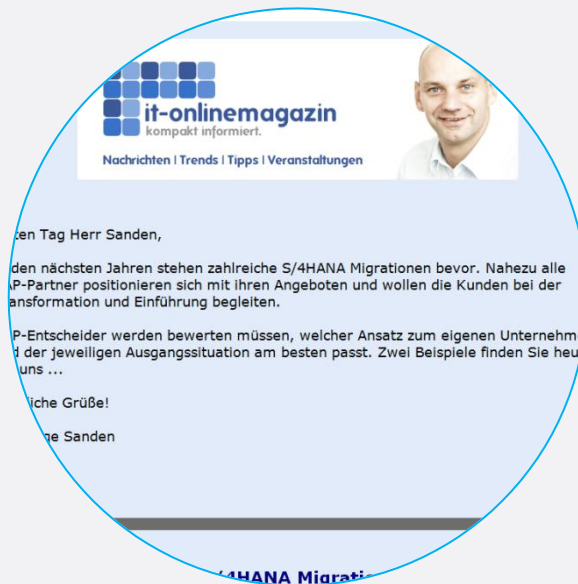 it-onlinemagazin
kompakt informiert.
Nachrichten | Trends | Tipps | Veranstaltungen
ten Tag Herr Sanden,
den nächsten Jahren stehen zahlreiche S/4HANA Migrationen bevor. Nahezu alle
AP-Partner positionieren sich mit ihren Angeboten und wollen die Kunden bei der
ansformation und Einführung begleiten.
P-Entscheider werden bewerten müssen, welcher Ansatz zum eigenen Unternehm
d der jeweiligen Ausgangssituation am besten passt. Zwei Beispiele finden Sie heu
uns ...
liche Grüße!
ge Sanden
/4HANA Migratio